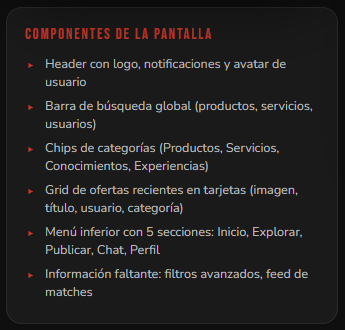 COMPONENTES DE LA PANTALLA
▸ Header con logo, notificaciones y avatar de
usuario
▸ Barra de búsqueda global (productos, servicios,
usuarios)
▸ Chips de categorías (Productos, Servicios,
Conocimientos, Experiencias)
▸ Grid de ofertas recientes en tarjetas (imagen,
título, usuario, categoría)
▸ Menú inferior con 5 secciones: Inicio, Explorar,
Publicar, Chat, Perfil
▸ Información faltante: filtros avanzados, feed de
matches